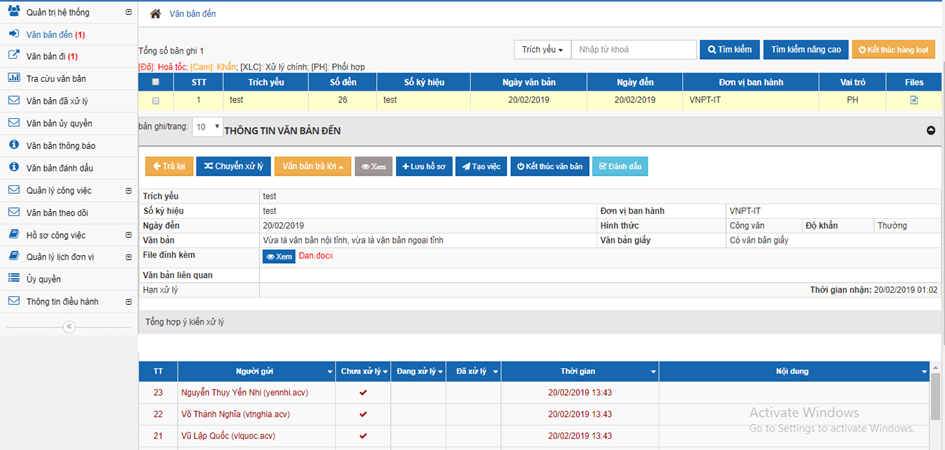 Quản trị hệ thống
Văn bản đến (1)
Văn bản đi (1)
Tra cứu văn bản
Văn bản đã xử lý
Văn bản ủy quyền
Văn bản thông báo
Văn bản đánh dấu
Quản lý công việc
Văn bản theo dõi
Hồ sơ công việc
Quản lý lịch đơn vị
Ủy quyền
Thông tin điều hành
Văn bản đến
Tổng số bản ghi 1
Trích yếu Nhập từ khoá Tìm kiếm Tìm kiếm nâng cao Kết thúc hàng loạt
[Đỏ]: Hoả tốc; [Cam]: Khẩn; [XLC]: Xử lý chính; [PH]: Phối hợp
STT Trích yếu Số đến Số ký hiệu Ngày văn bản Ngày đến Đơn vị ban hành Vai trò Files
1 test 26 test 20/02/2019 20/02/2019 VNPT-IT PH
bản ghi/trang: 10 THÔNG TIN VĂN BẢN ĐẾN
Trả lại Chuyển xử lý Văn bản trả lời Xem Lưu hồ sơ Tạo việc Kết thúc văn bản Đánh dấu
Trích yếu test
Số ký hiệu test Đơn vị ban hành VNPT-IT
Ngày đến 20/02/2019 Hình thức Công văn Độ khẩn Thường
Văn bản Vừa là văn bản nội tỉnh, vừa là văn bản ngoại tỉnh Văn bản giấy Có văn bản giấy
File đính kèm Xem Dan.docx
Văn bản liên quan
Hạn xử lý Thời gian nhận: 20/02/2019 01:02
Tổng hợp ý kiến xử lý
TT Người gửi Chưa xử lý Đang xử lý Đã xử lý Thời gian Nội dung
23 Nguyễn Thụy Yến Nhi (yennhi.acv) 20/02/2019 13:43
22 Võ Thành Nghĩa (vtnghia.acv) 20/02/2019 13:43
21 Vũ Lập Quốc (vlquoc.acv) 20/02/2019 13:43
Activate Windows
Go to Settings to activate Windows.